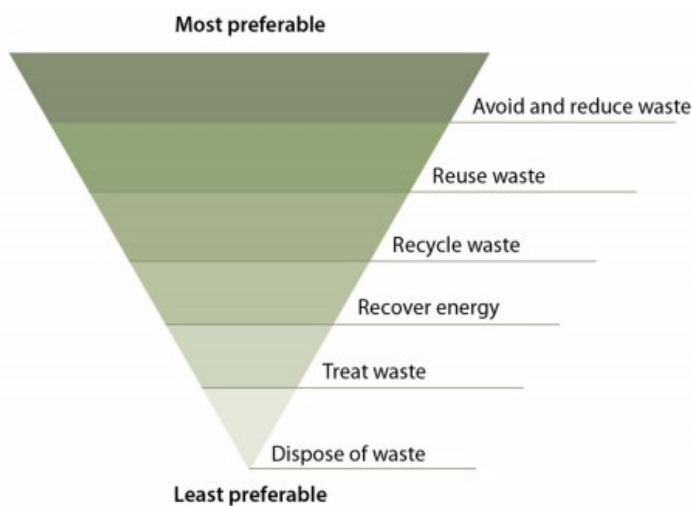 Most preferable
Avoid and reduce waste
Reuse waste
Recycle waste
Recover energy
Treat waste
Dispose of waste
Least preferable